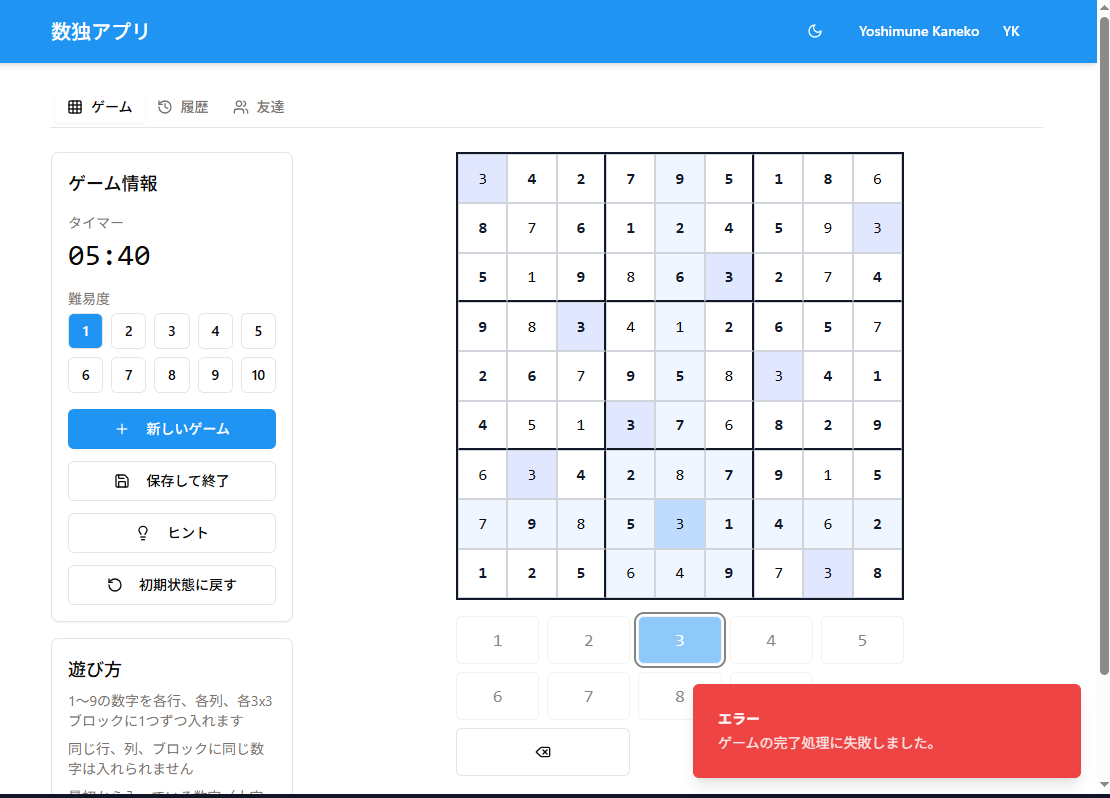 数独アプリ
Yoshimune Kaneko YK
ゲーム 履歴 友達
ゲーム情報
タイマー
05:40
難易度
1 2 3 4 5
6 7 8 9 10
新しいゲーム
保存して終了
ヒント
初期状態に戻す
遊び方
1〜9の数字を各行、各列、各3x3
ブロックに1つずつ入れます
同じ行、列、ブロックに同じ数
字は入れられません
3 4 2 7 9 5 1 8 6
8 7 6 1 2 4 5 9 3
5 1 9 8 6 3 2 7 4
9 8 3 4 1 2 6 5 7
2 6 7 9 5 8 3 4 1
4 5 1 3 7 6 8 2 9
6 3 4 2 8 7 9 1 5
7 9 8 5 3 1 4 6 2
1 2 5 6 4 9 7 3 8
1 2 3 4 5
6 7 8
エラー
ゲームの完了処理に失敗しました。